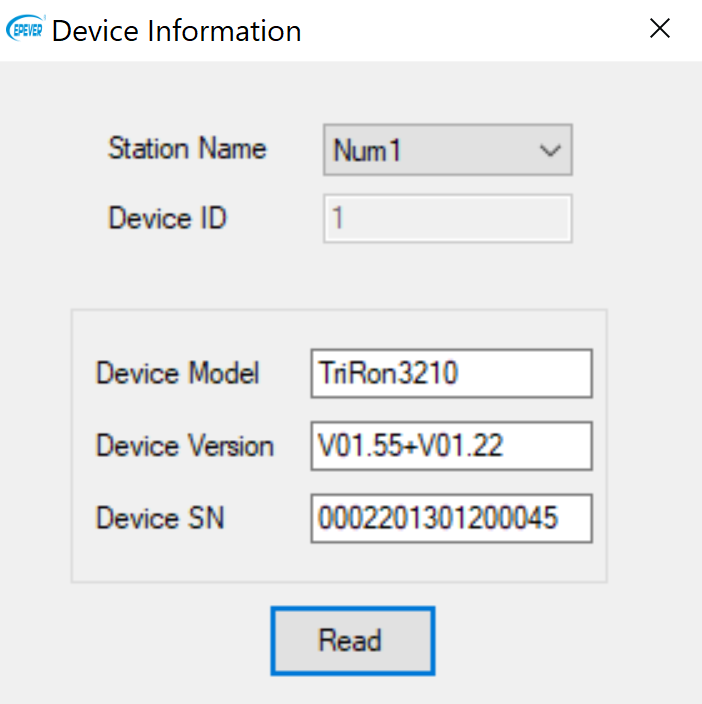 EPEVER Device Information
Station Name Num1
Device ID 1
Device Model TriRon3210
Device Version V01.55+V01.22
Device SN 0002201301200045
Read